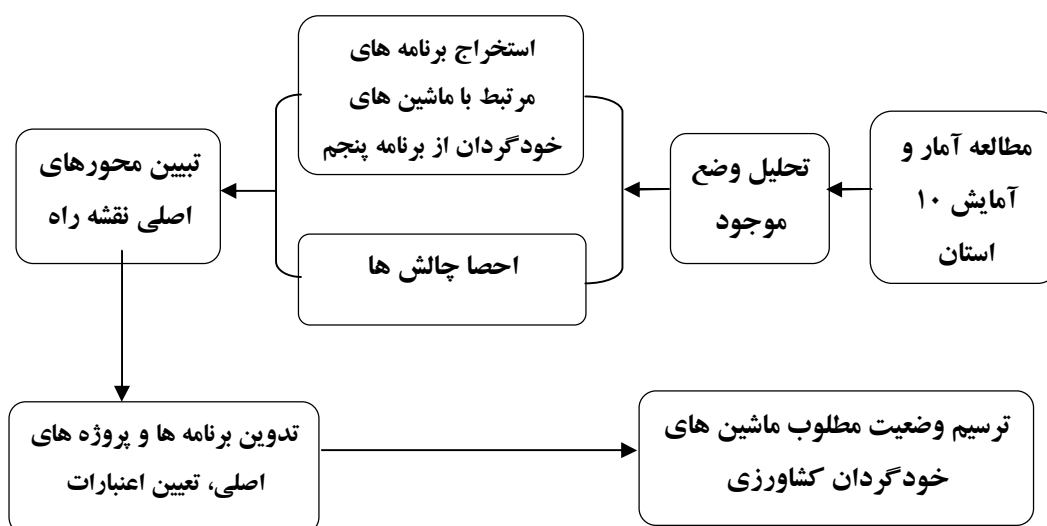 مطالعه آمار و
آمایش ۱۰
استان
تحلیل وضع
موجود
استخراج برنامه های
مرتبط با ماشین های
خودگردان از برنامه پنجم
احصا چالش ها
تبیین محورهای
اصلی نقشه راه
تدوین برنامه ها و پروژه های
اصلی، تعیین اعتبارات
ترسیم وضعیت مطلوب ماشین های
خودگردان کشاورزی